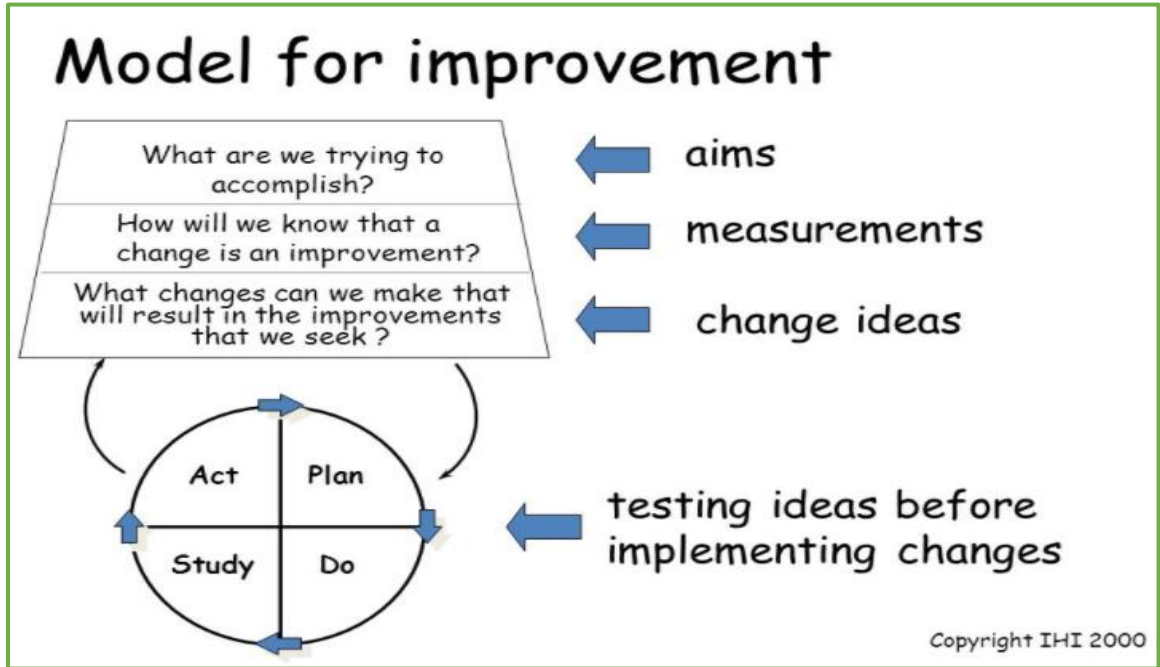 Model for improvement
What are we trying to
accomplish?
aims
How will we know that a
change is an improvement?
measurements
What changes can we make that
will result in the improvements
that we seek ?
change ideas
Act
Plan
Study
Do
testing ideas before
implementing changes
Copyright IHI 2000